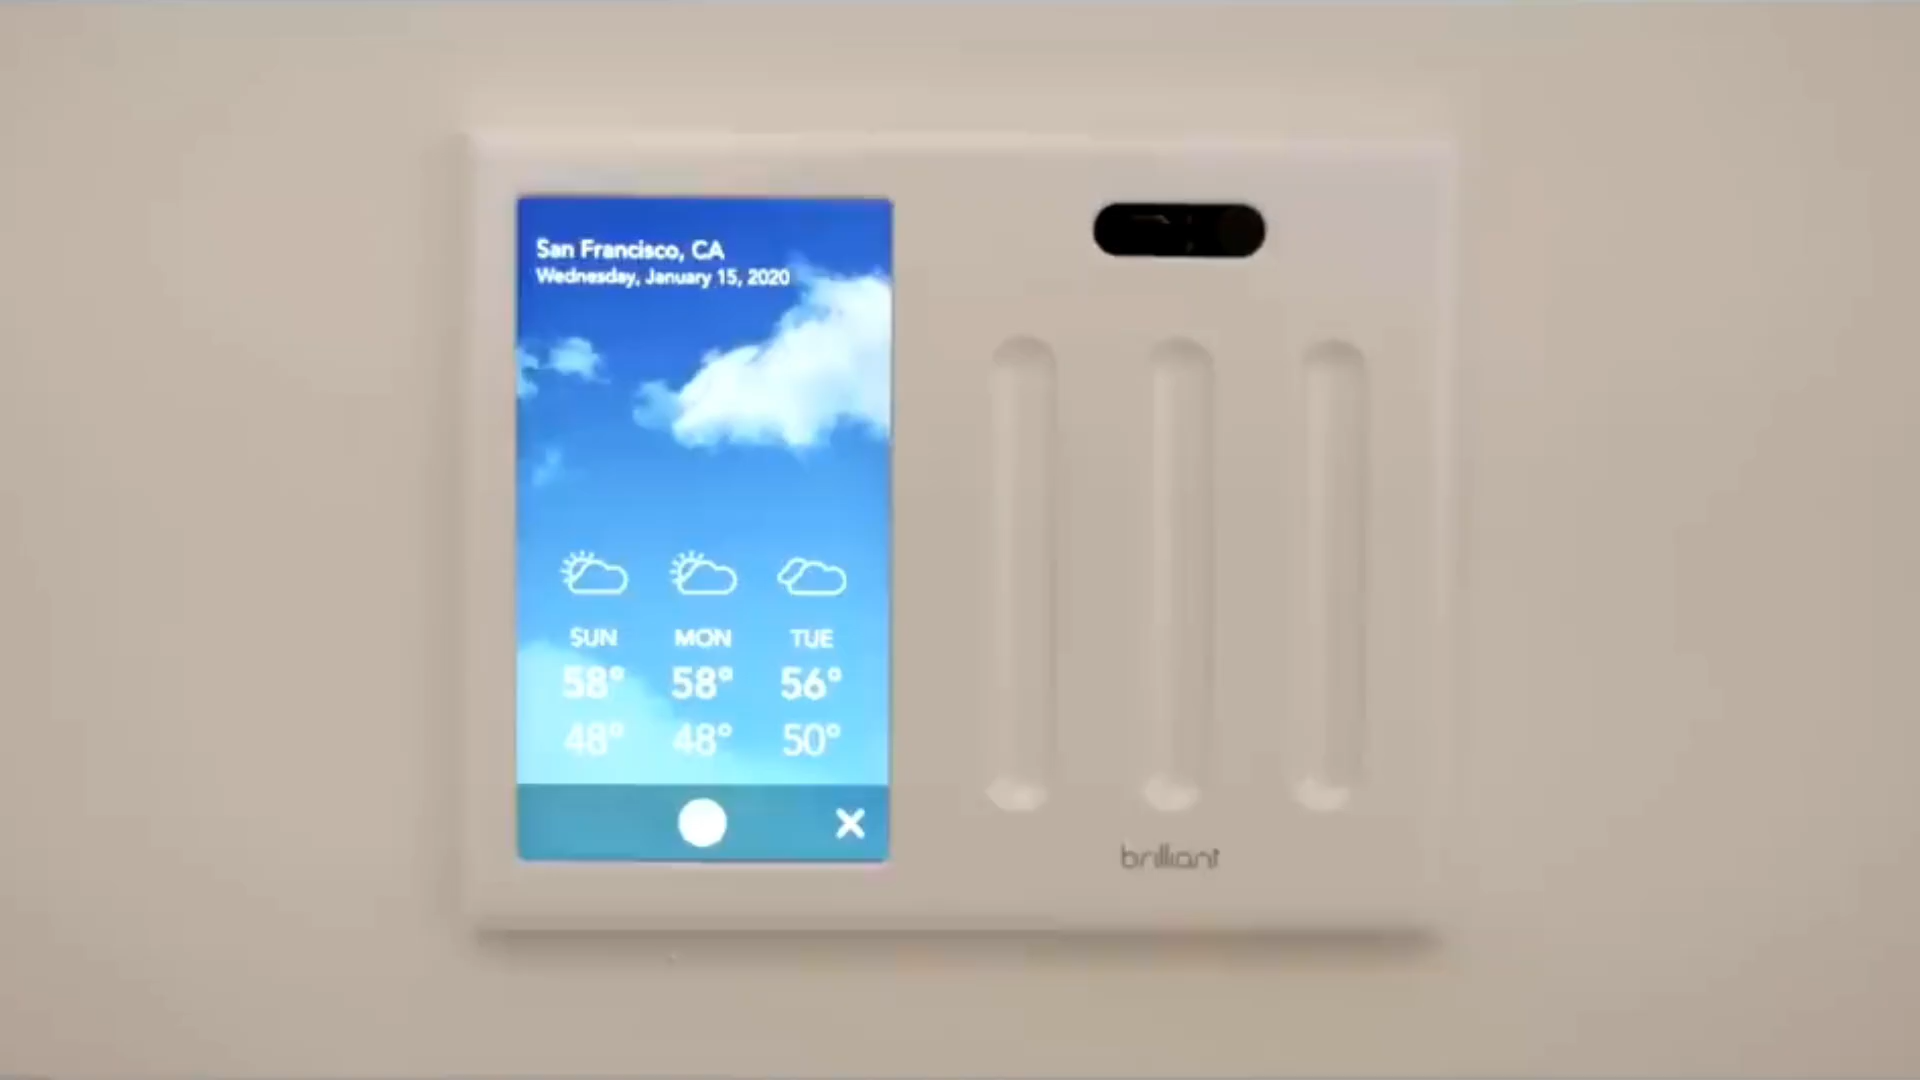 San Francisco, CA
Wednesday, January 15, 2020
SUN MON TUE
58° 58° 56°
48° 48° 50°
brilliant